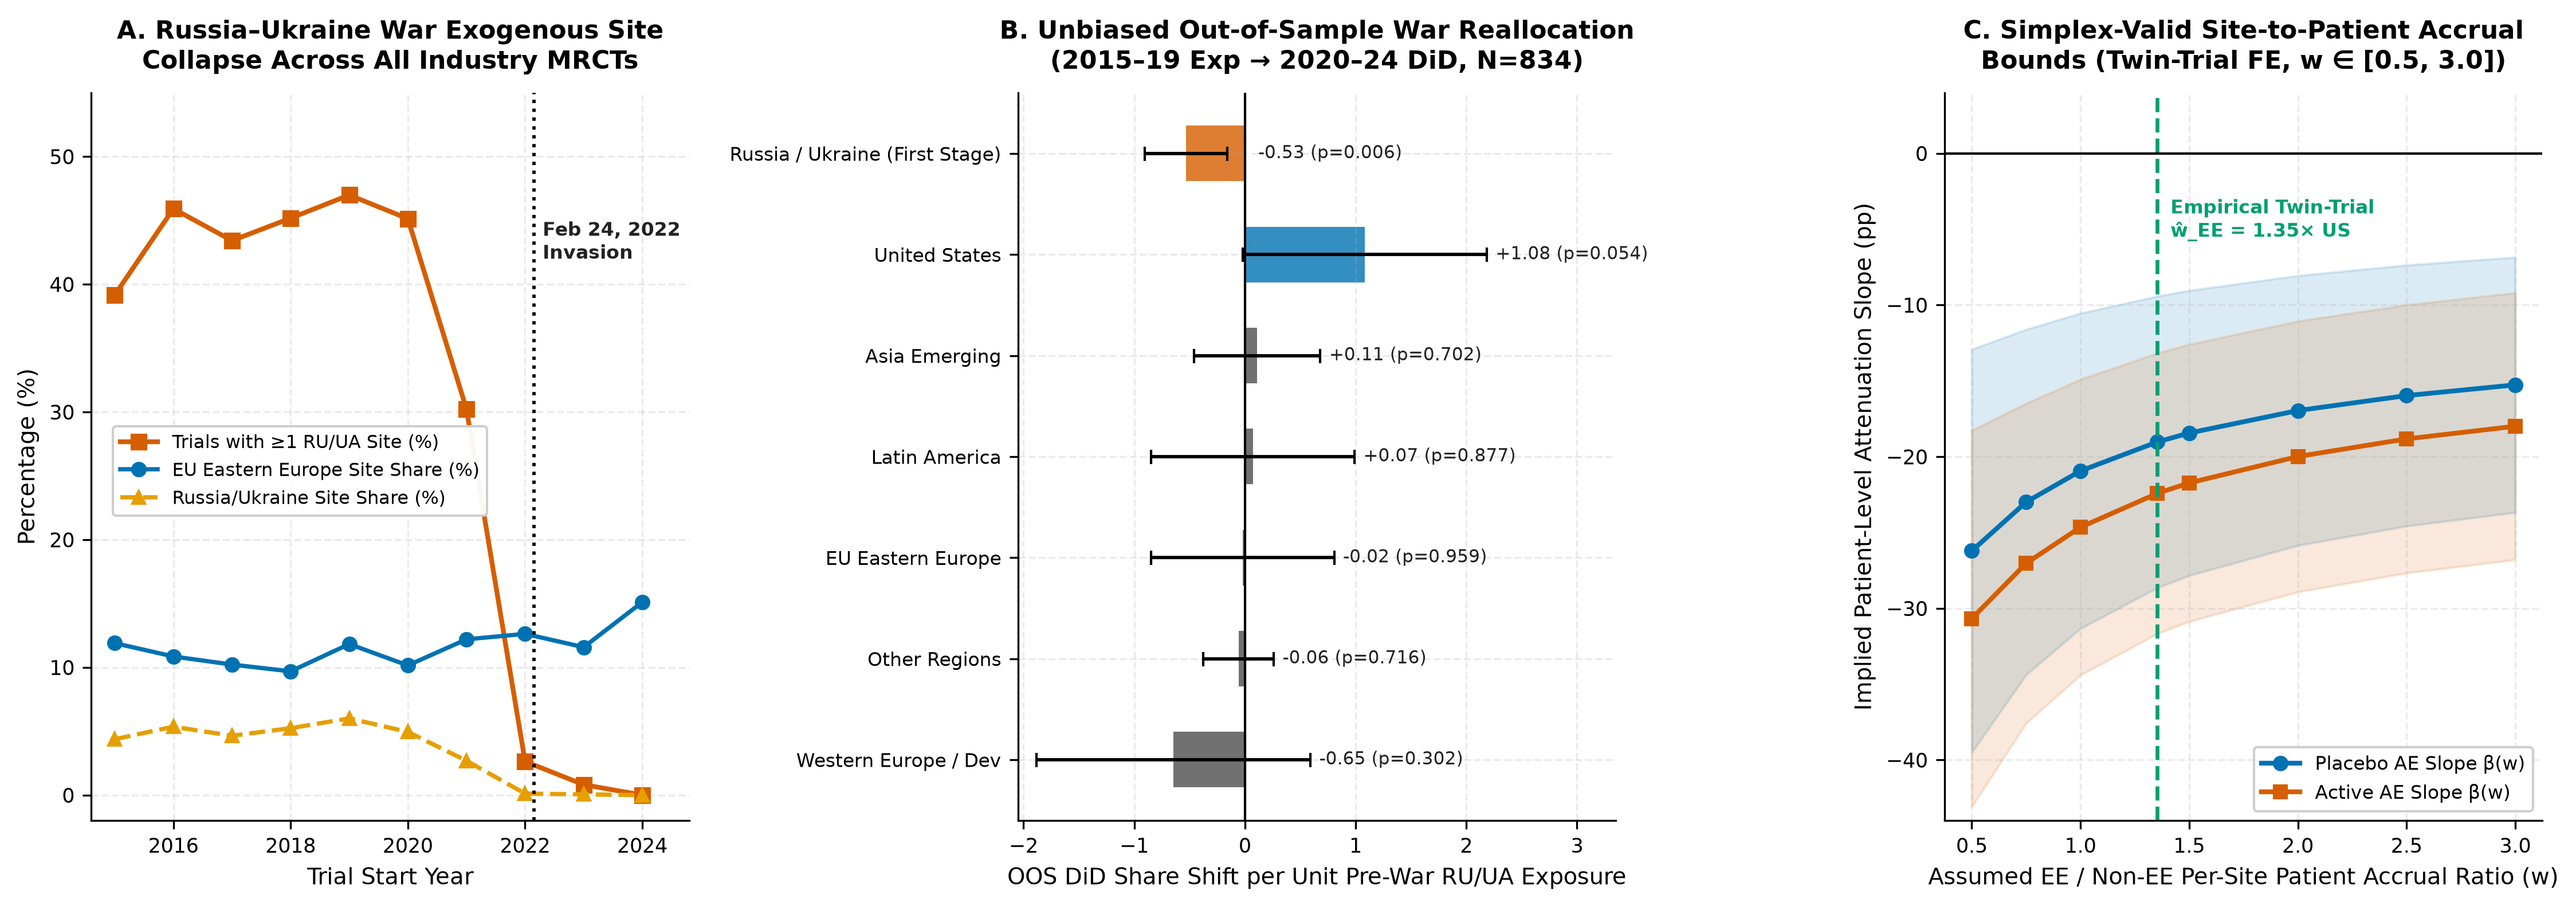 A. Russia–Ukraine War Exogenous Site
Collapse Across All Industry MRCTs
Percentage (%)
50
40
30
20
10
0
Feb 24, 2022
Invasion
Trials with ≥1 RU/UA Site (%)
EU Eastern Europe Site Share (%)
Russia/Ukraine Site Share (%)
2016
2018
2020
2022
2024
Trial Start Year
B. Unbiased Out-of-Sample War Reallocation
(2015–19 Exp → 2020–24 DiD, N=834)
Russia / Ukraine (First Stage)
-0.53 (p=0.006)
United States
+1.08 (p=0.054)
Asia Emerging
+0.11 (p=0.702)
Latin America
+0.07 (p=0.877)
EU Eastern Europe
-0.02 (p=0.959)
Other Regions
-0.06 (p=0.716)
Western Europe / Dev
-0.65 (p=0.302)
−2
−1
0
1
2
3
OOS DiD Share Shift per Unit Pre-War RU/UA Exposure
C. Simplex-Valid Site-to-Patient Accrual
Bounds (Twin-Trial FE, w ∈ [0.5, 3.0])
Implied Patient-Level Attenuation Slope (pp)
0
−10
−20
−30
−40
Empirical Twin-Trial
ŵ_EE = 1.35× US
Placebo AE Slope β(w)
Active AE Slope β(w)
0.5
1.0
1.5
2.0
2.5
3.0
Assumed EE / Non-EE Per-Site Patient Accrual Ratio (w)